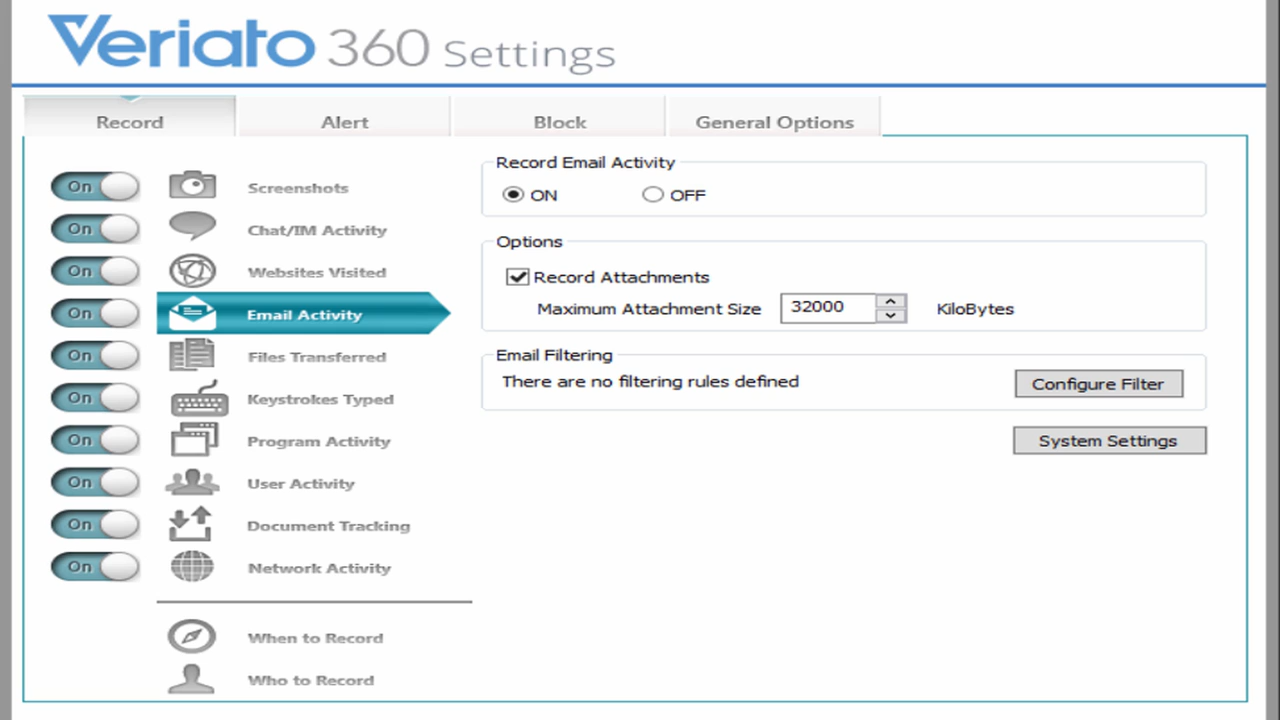 Veriato 360 Settings
Record Alert Block General Options
On Screenshots
On Chat/IM Activity
On Websites Visited
On Email Activity
On Files Transferred
On Keystrokes Typed
On Program Activity
On User Activity
On Document Tracking
On Network Activity
When to Record
Who to Record
Record Email Activity
ON OFF
Options
Record Attachments
Maximum Attachment Size 32000 KiloBytes
Email Filtering
There are no filtering rules defined Configure Filter
System Settings